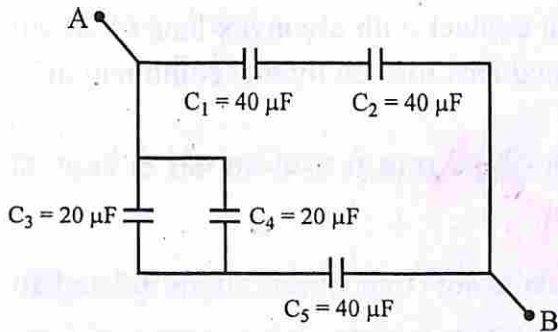 A
C₁ = 40 μF
C₂ = 40 μF
C₃ = 20 μF
C₄ = 20 μF
C₅ = 40 μF
B